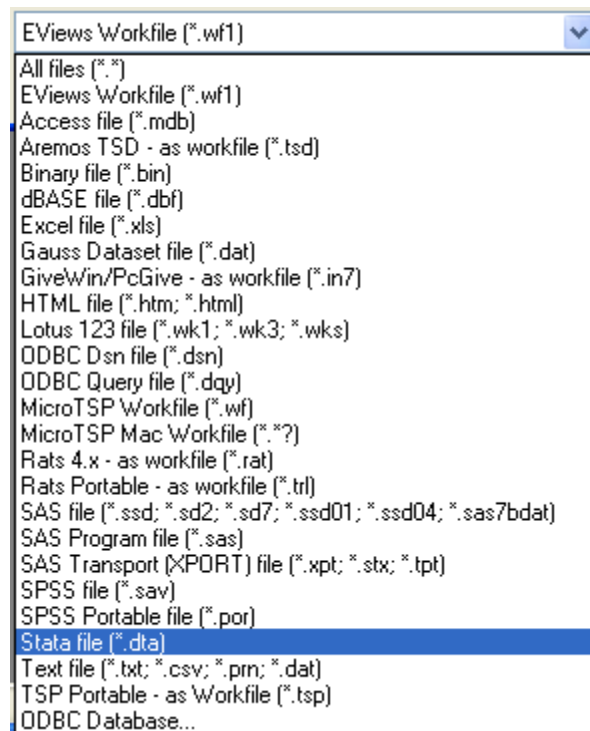 EViews Workfile (*.wf1)
All files (*.*)
EViews Workfile (*.wf1)
Access file (*.mdb)
Aremos TSD - as workfile (*.tsd)
Binary file (*.bin)
dBASE file (*.dbf)
Excel file (*.xls)
Gauss Dataset file (*.dat)
GiveWin/PcGive - as workfile (*.in7)
HTML file (*.htm; *.html)
Lotus 123 file (*.wk1; *.wk3; *.wks)
ODBC Dsn file (*.dsn)
ODBC Query file (*.dqy)
MicroTSP Workfile (*.wf)
MicroTSP Mac Workfile (*.*?)
Rats 4.x - as workfile (*.rat)
Rats Portable - as workfile (*.trl)
SAS file (*.ssd; *.sd2; *.sd7; *.ssd01; *.ssd04; *.sas7bdat)
SAS Program file (*.sas)
SAS Transport (XPORT) file (*.xpt; *.stx; *.tpt)
SPSS file (*.sav)
SPSS Portable file (*.por)
Stata file (*.dta)
Text file (*.txt; *.csv; *.prn; *.dat)
TSP Portable - as Workfile (*.tsp)
ODBC Database...